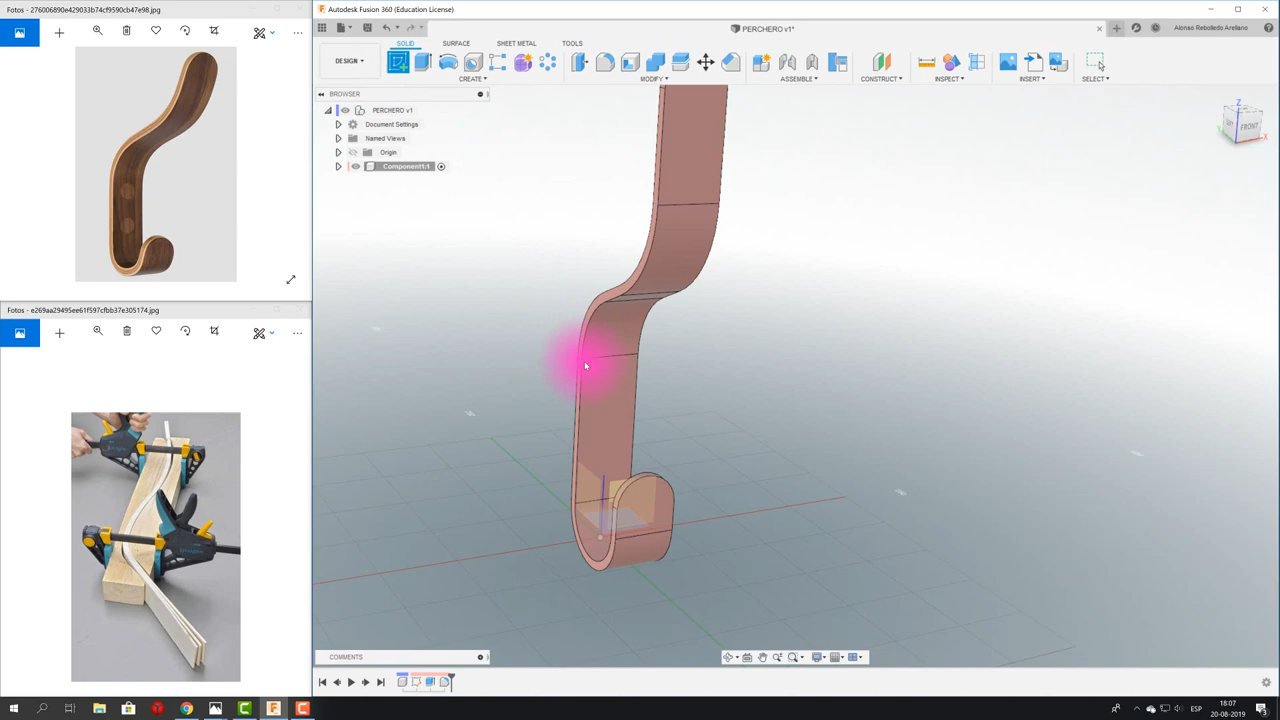 Fotos - 276006890e429033b74cf9590cb47e98.jpg
Autodesk Fusion 360 (Education License)
PERCHERO v1*
Alonso Rebolledo Arellano
SOLID
SURFACE
SHEET METAL
TOOLS
DESIGN
CREATE
MODIFY
ASSEMBLE
CONSTRUCT
INSPECT
INSERT
SELECT
BROWSER
PERCHERO v1
Document Settings
Named Views
Origin
Component1:1
Z
FRONT
X
Fotos - e269aa29495ee61f597cfbb37e305174.jpg
COMMENTS
ESP
18:07
20-08-2019
3